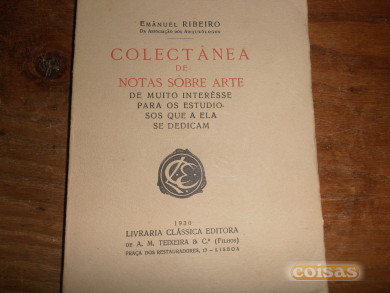 EMÂNUEL RIBEIRO
DA ASSOCIAÇÃO DOS ARQUEÓLOGOS
COLECTÂNEA
DE
NOTAS SÔBRE ARTE
DE MUITO INTERÊSSE
PARA OS ESTUDIO-
SOS QUE A ELA
SE DEDICAM
1930
LIVRARIA CLÁSSICA EDITORA
DE A. M. TEIXEIRA & C.ª (FILHOS)
PRAÇA DOS RESTAURADORES, 17 – LISBOA
coisas